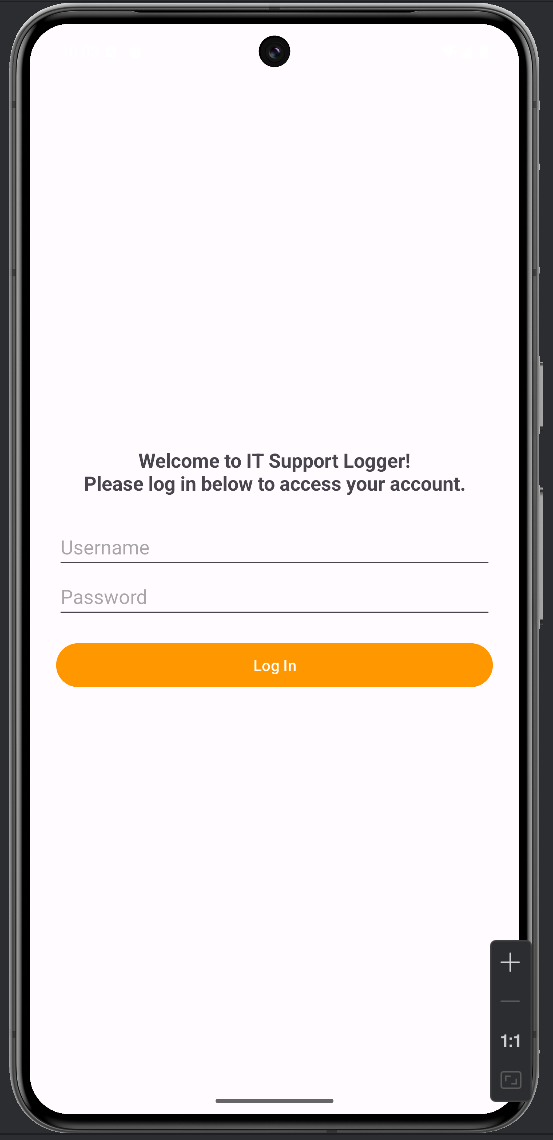 Welcome to IT Support Logger!
Please log in below to access your account.
Username
Password
Log In
1:1